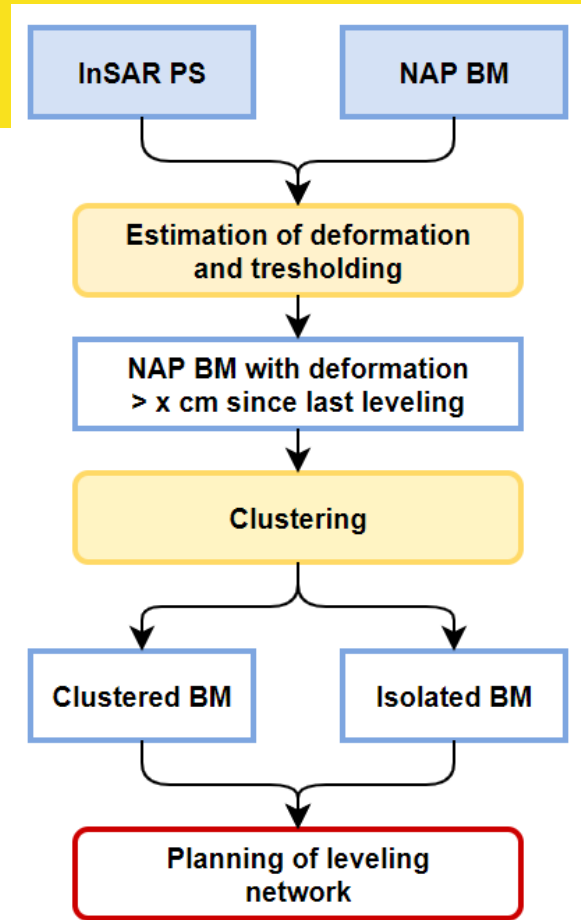 InSAR PS
NAP BM
Estimation of deformation
and tresholding
NAP BM with deformation
> x cm since last leveling
Clustering
Clustered BM
Isolated BM
Planning of leveling
network